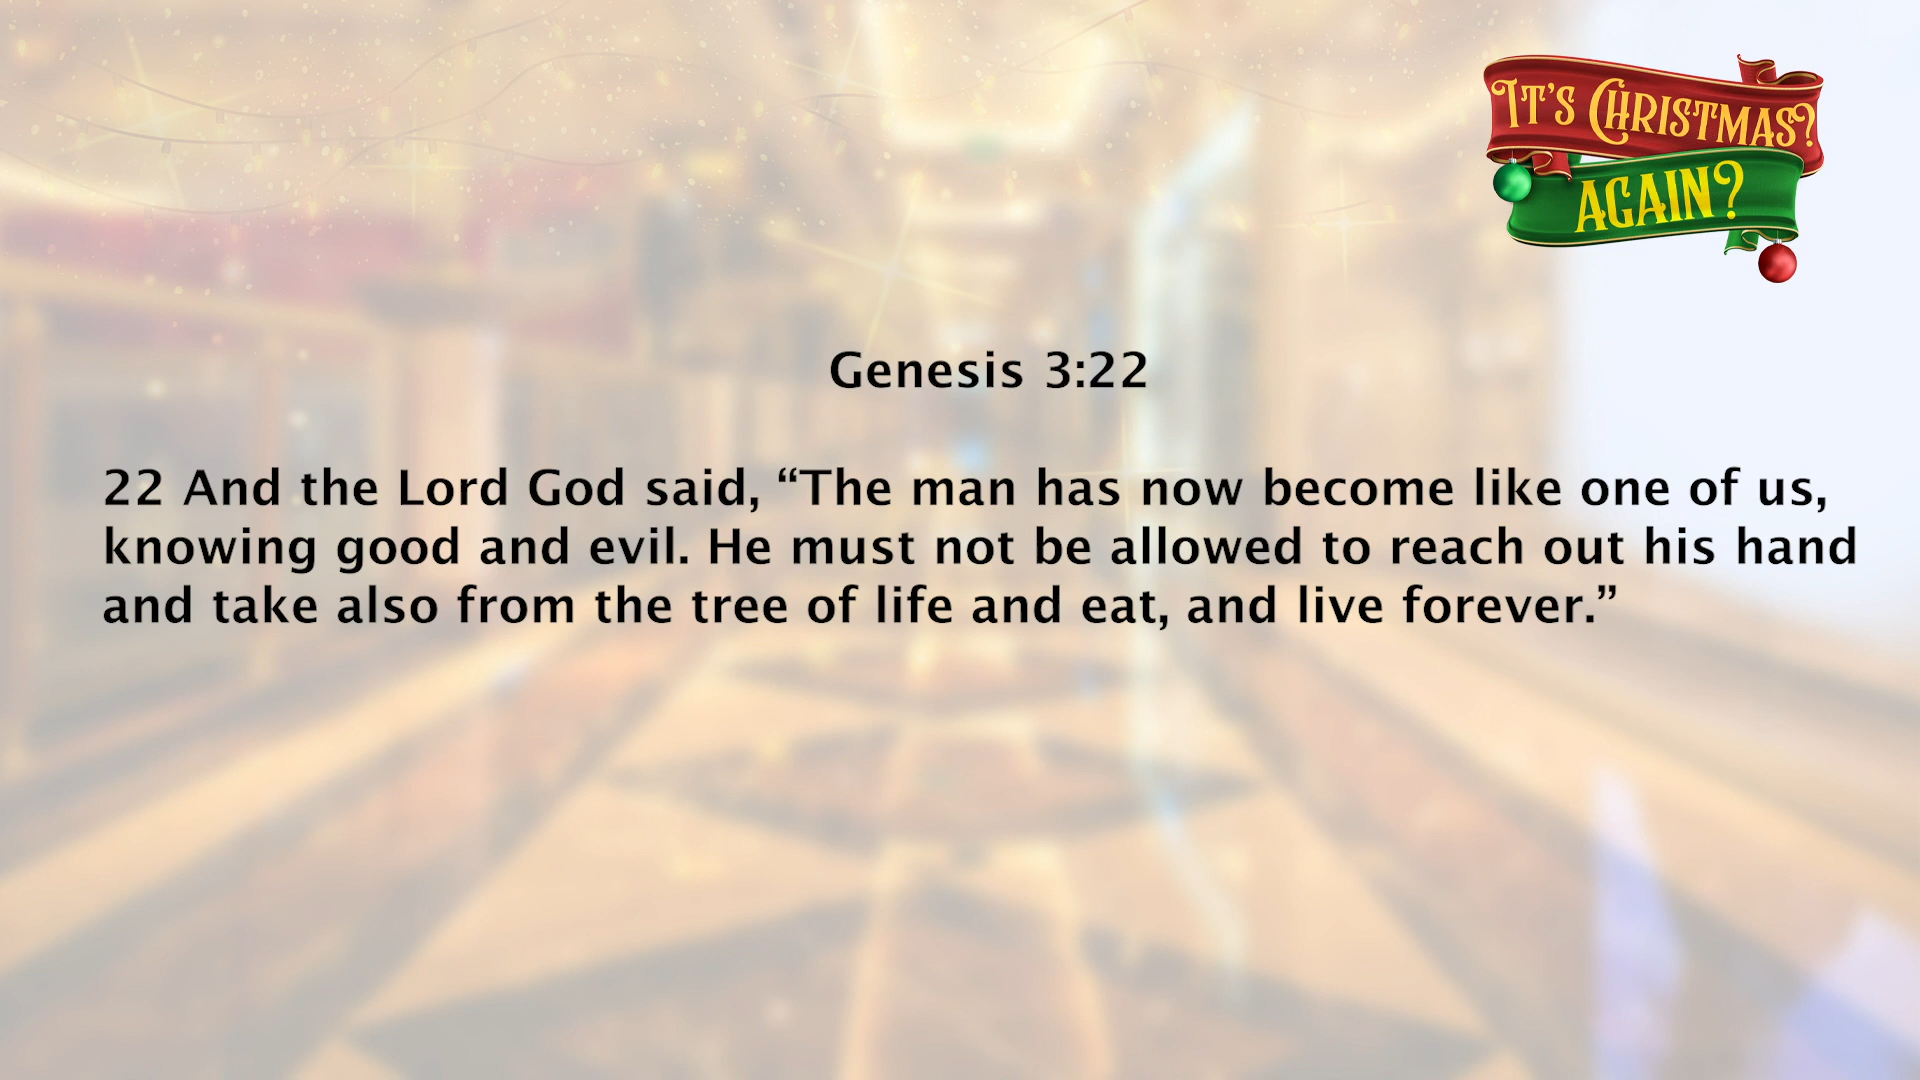 IT'S CHRISTMAS?
AGAIN?
Genesis 3:22
22 And the Lord God said, “The man has now become like one of us,
knowing good and evil. He must not be allowed to reach out his hand
and take also from the tree of life and eat, and live forever.”